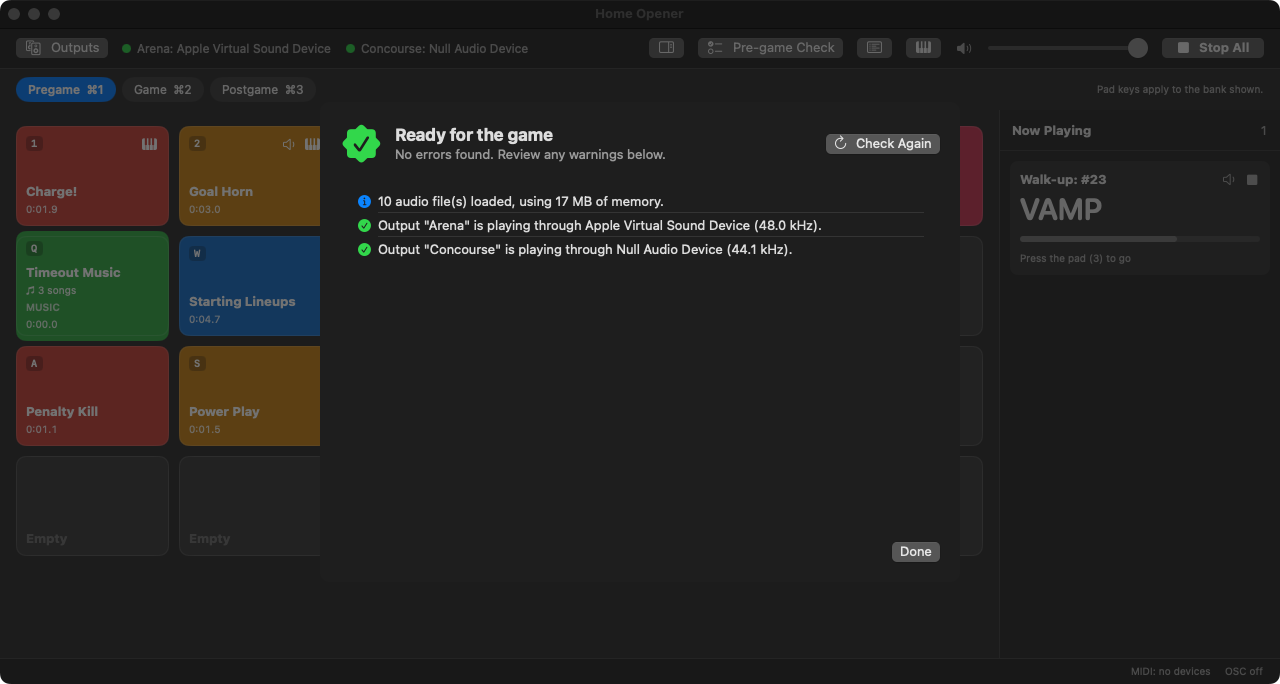 Home Opener
Outputs
Arena: Apple Virtual Sound Device
Concourse: Null Audio Device
Pre-game Check
Stop All
Pregame ⌘1
Game ⌘2
Postgame ⌘3
Pad keys apply to the bank shown.
1
Charge!
0:01.9
2
Goal Horn
0:03.0
Q
Timeout Music
3 songs
MUSIC
0:00.0
W
Starting Lineups
0:04.7
A
Penalty Kill
0:01.1
S
Power Play
0:01.5
Empty
Empty
Ready for the game
No errors found. Review any warnings below.
Check Again
10 audio file(s) loaded, using 17 MB of memory.
Output "Arena" is playing through Apple Virtual Sound Device (48.0 kHz).
Output "Concourse" is playing through Null Audio Device (44.1 kHz).
Done
Now Playing
1
Walk-up: #23
VAMP
Press the pad (3) to go
MIDI: no devices
OSC off